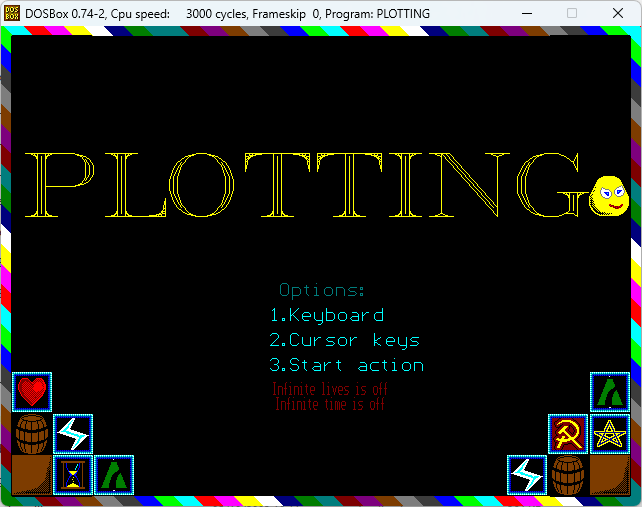 DOSBox 0.74-2, Cpu speed: 3000 cycles, Frameskip 0, Program: PLOTTING
PLOTTING
Options:
1.Keyboard
2.Cursor keys
3.Start action
Infinite lives is off
Infinite time is off